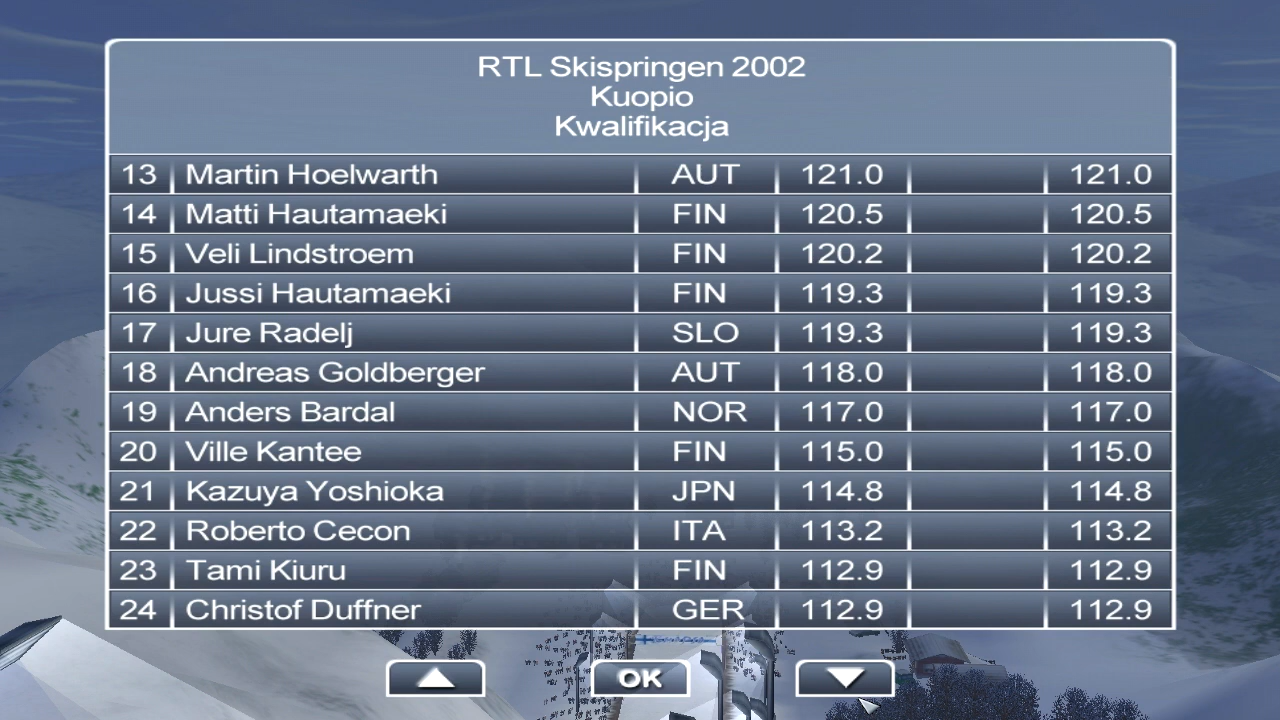 RTL Skispringen 2002
Kuopio
Kwalifikacja
13 Martin Hoelwarth AUT 121.0 121.0
14 Matti Hautamaeki FIN 120.5 120.5
15 Veli Lindstroem FIN 120.2 120.2
16 Jussi Hautamaeki FIN 119.3 119.3
17 Jure Radelj SLO 119.3 119.3
18 Andreas Goldberger AUT 118.0 118.0
19 Anders Bardal NOR 117.0 117.0
20 Ville Kantee FIN 115.0 115.0
21 Kazuya Yoshioka JPN 114.8 114.8
22 Roberto Cecon ITA 113.2 113.2
23 Tami Kiuru FIN 112.9 112.9
24 Christof Duffner GER 112.9 112.9
OK